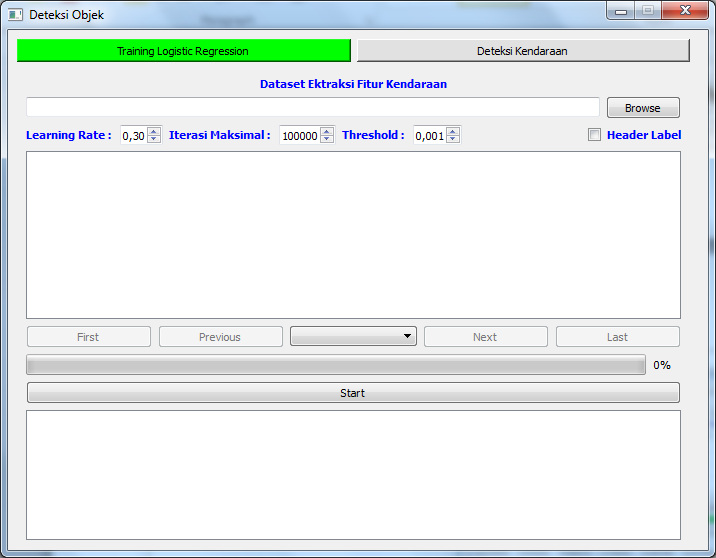 Deteksi Objek
Training Logistic Regression Deteksi Kendaraan
Dataset Ektraksi Fitur Kendaraan
Browse
Learning Rate : 0,30 Iterasi Maksimal : 100000 Threshold : 0,001 Header Label
First Previous Next Last
0%
Start